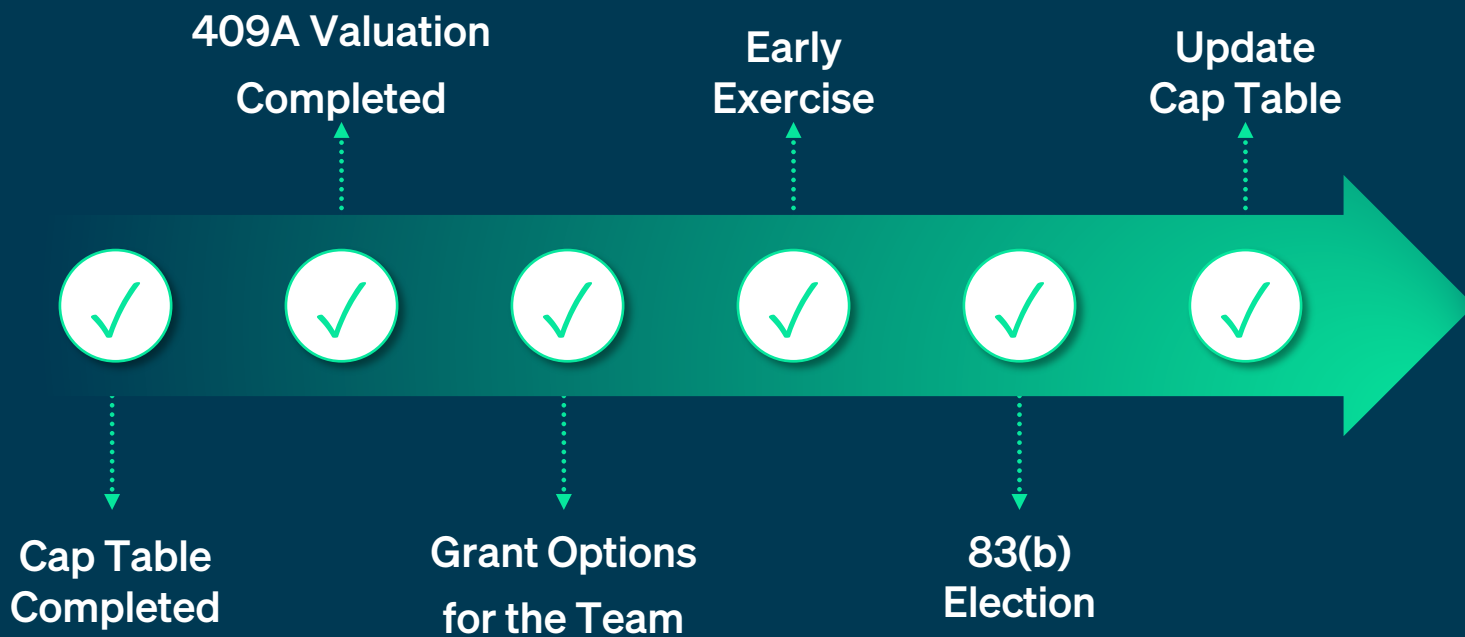 409A Valuation
Completed
Early
Exercise
Update
Cap Table
Cap Table
Completed
Grant Options
for the Team
83(b)
Election